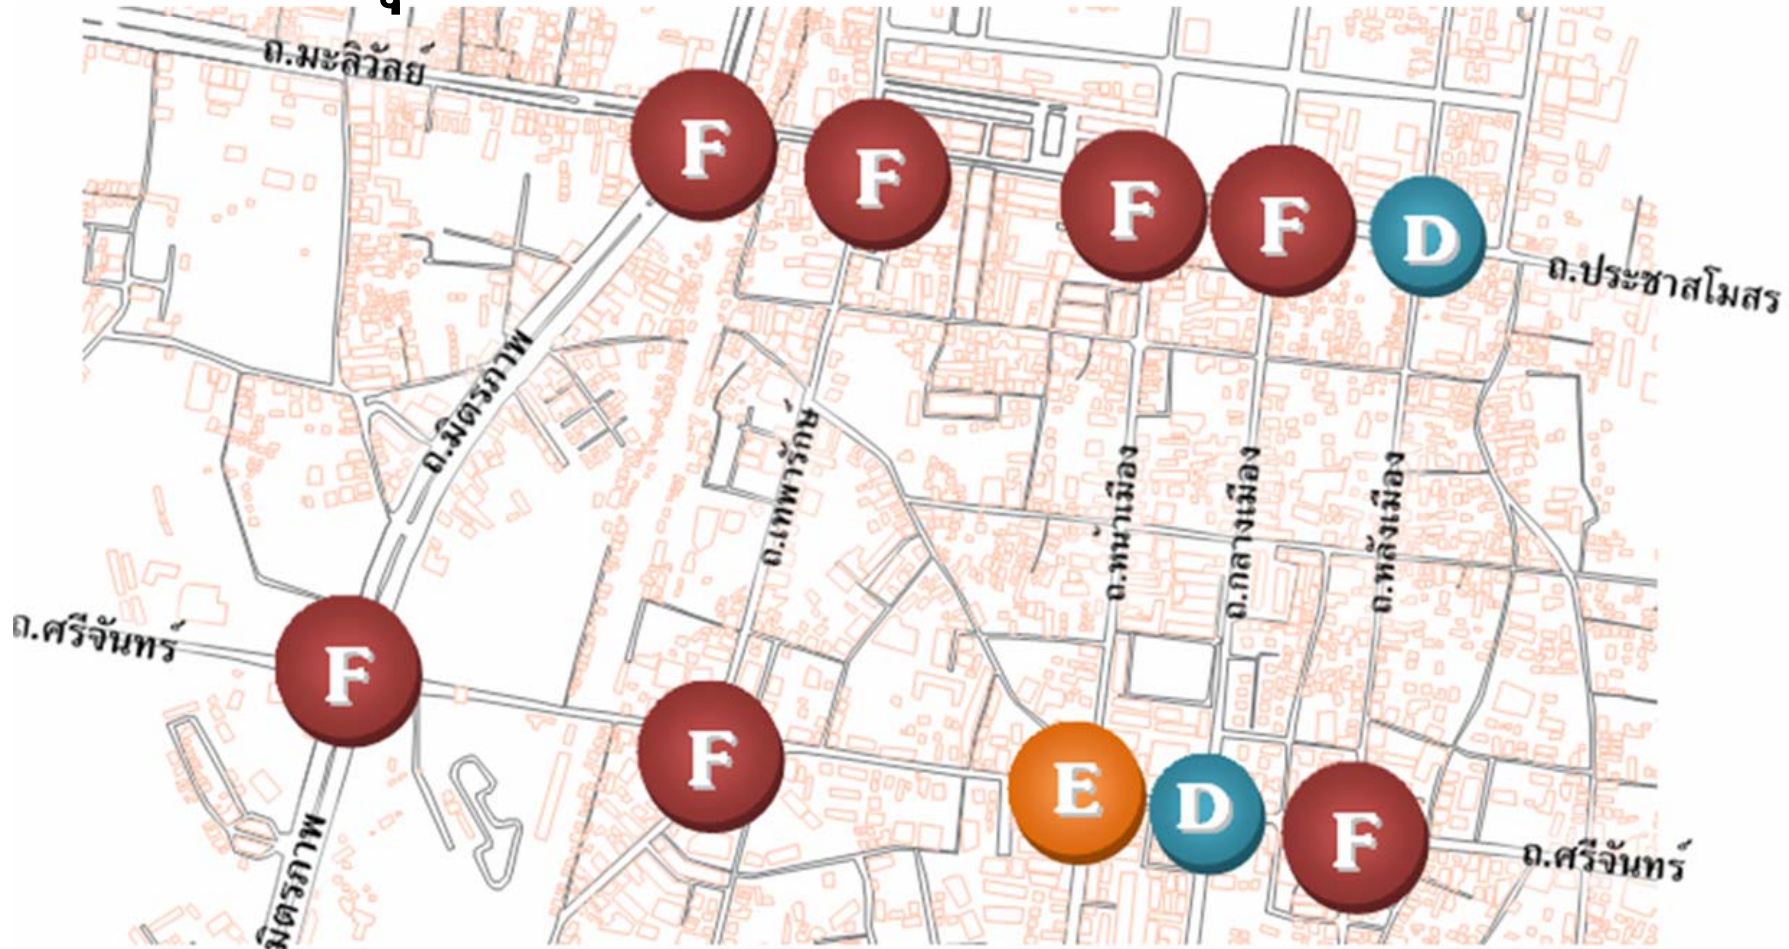 ถ.มะลิวัลย์
F
F
F
F
D
ถ.ประชาสโมสร
ถ.มิตรภาพ
ถ.เทพารักษ์
ถ.หน้าเมือง
ถ.กลางเมือง
ถ.หลังเมือง
ถ.ศรีจันทร์
F
F
E
D
F
ถ.ศรีจันทร์
มิตรภาพ